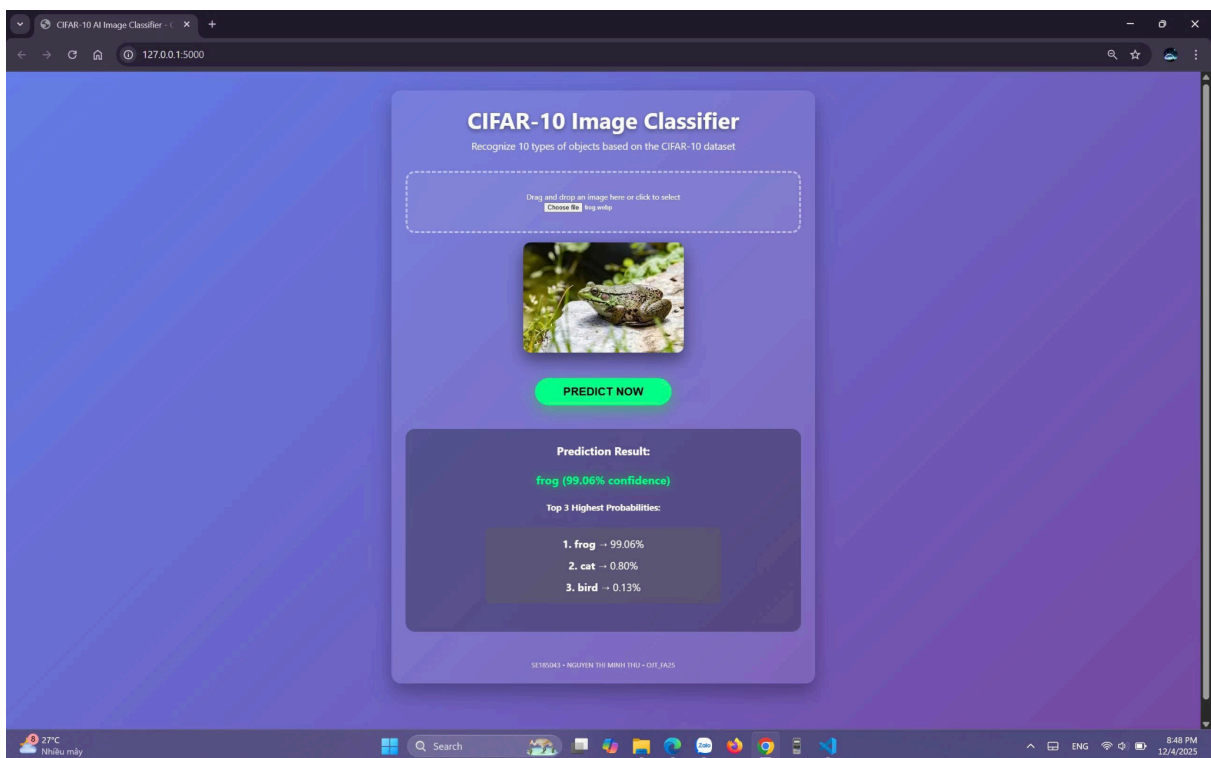 CIFAR-10 AI Image Classifier - C
127.0.0.1:5000
CIFAR-10 Image Classifier
Recognize 10 types of objects based on the CIFAR-10 dataset
Drag and drop an image here or click to select
Choose file frog.webp
PREDICT NOW
Prediction Result:
frog (99.06% confidence)
Top 3 Highest Probabilities:
1. frog → 99.06%
2. cat → 0.80%
3. bird → 0.13%
SE185043 • NGUYEN THI MINH THU • OJT_FA25
8
27°C
Nhiều mây
Search
Zalo
ENG
8:48 PM
12/4/2025